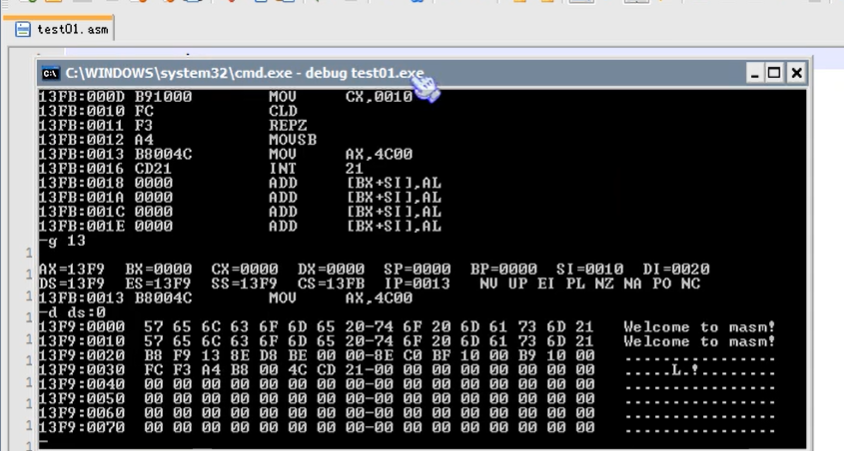 test01.asm
C:\WINDOWS\system32\cmd.exe - debug test01.exe
13FB:000D B91000 MOV CX,0010
13FB:0010 FC CLD
13FB:0011 F3 REPZ
13FB:0012 A4 MOVSB
13FB:0013 B8004C MOV AX,4C00
13FB:0016 CD21 INT 21
13FB:0018 0000 ADD [BX+SI],AL
13FB:001A 0000 ADD [BX+SI],AL
13FB:001C 0000 ADD [BX+SI],AL
13FB:001E 0000 ADD [BX+SI],AL
-g 13
AX=13F9 BX=0000 CX=0000 DX=0000 SP=0000 BP=0000 SI=0010 DI=0020
DS=13F9 ES=13F9 SS=13F9 CS=13FB IP=0013 NV UP EI PL NZ NA PO NC
13FB:0013 B8004C MOV AX,4C00
-d ds:0
13F9:0000 57 65 6C 63 6F 6D 65 20-74 6F 20 6D 61 73 6D 21 Welcome to masm!
13F9:0010 57 65 6C 63 6F 6D 65 20-74 6F 20 6D 61 73 6D 21 Welcome to masm!
13F9:0020 B8 F9 13 8E D8 BE 00 00-8E C0 BF 10 00 B9 10 00 ................
13F9:0030 FC F3 A4 B8 00 4C CD 21-00 00 00 00 00 00 00 00 .....L.!........
13F9:0040 00 00 00 00 00 00 00 00-00 00 00 00 00 00 00 00 ................
13F9:0050 00 00 00 00 00 00 00 00-00 00 00 00 00 00 00 00 ................
13F9:0060 00 00 00 00 00 00 00 00-00 00 00 00 00 00 00 00 ................
13F9:0070 00 00 00 00 00 00 00 00-00 00 00 00 00 00 00 00 ................
-